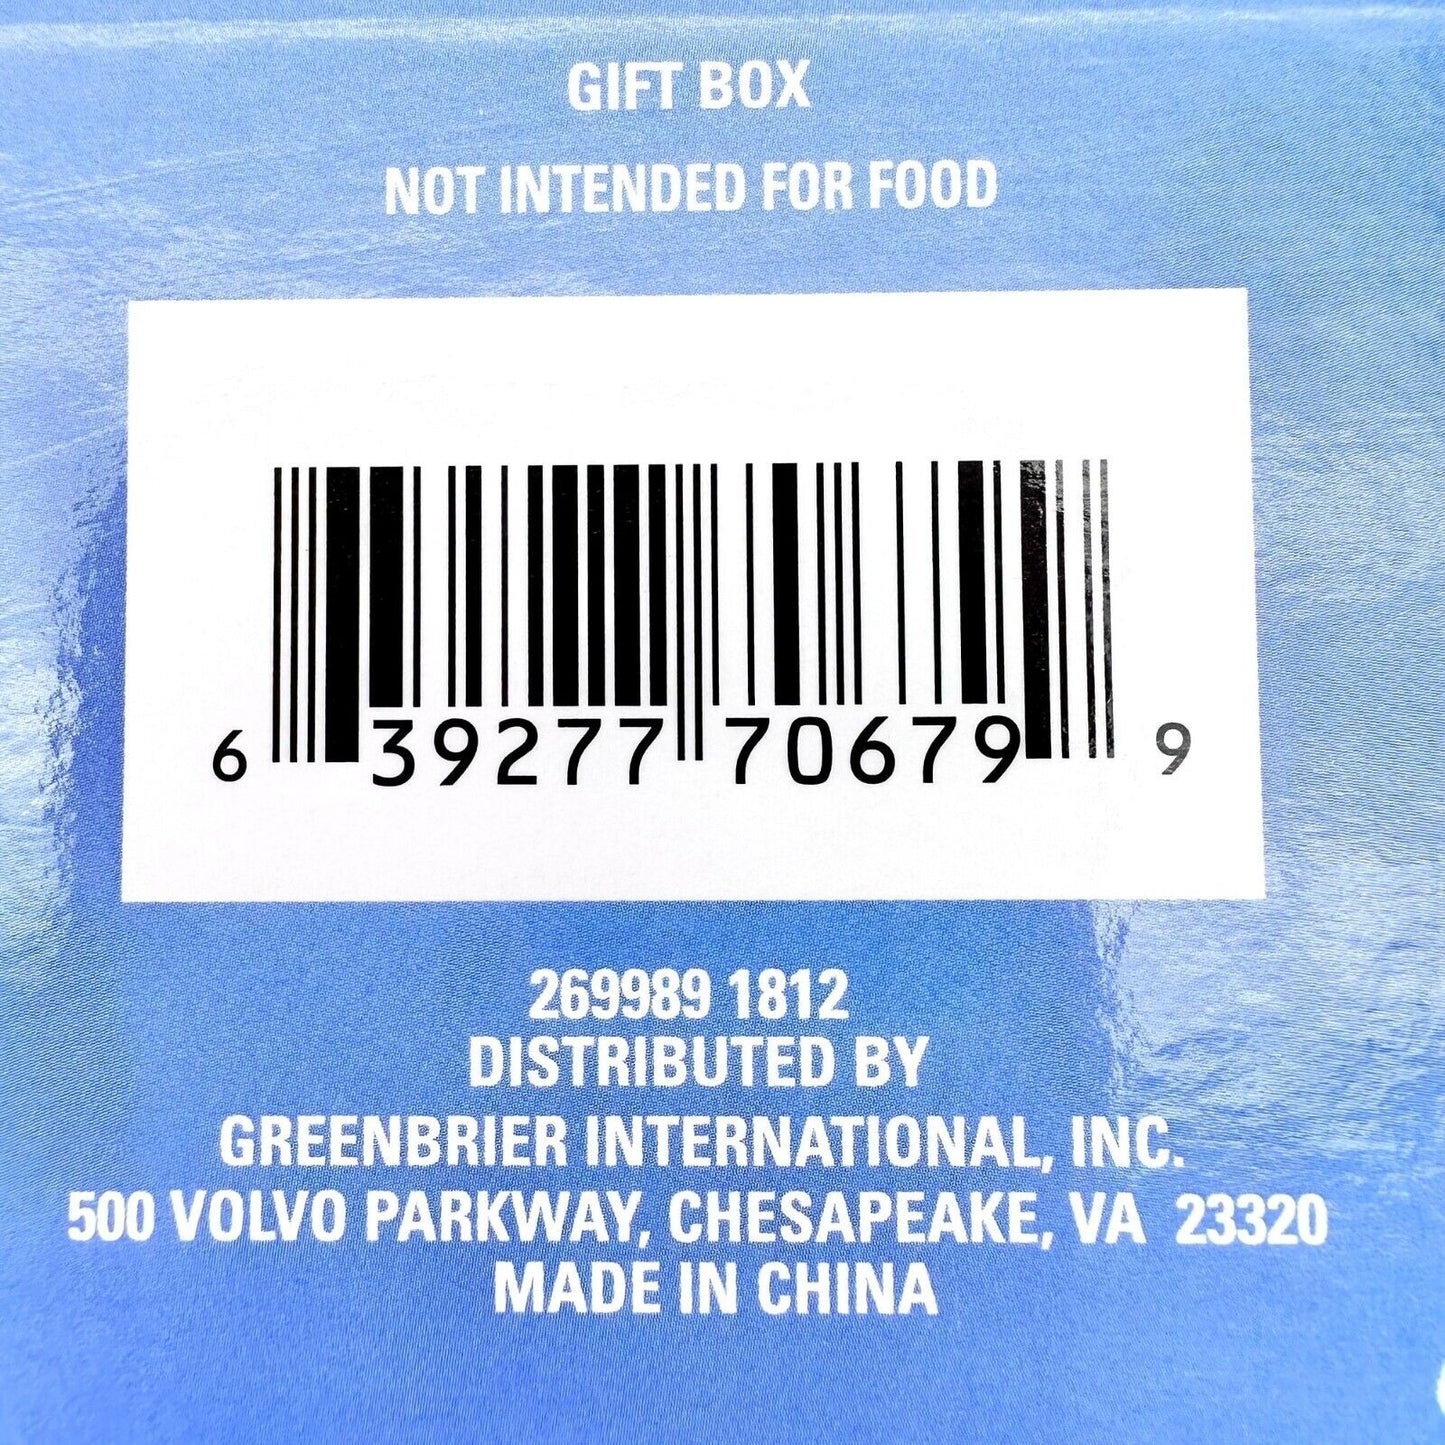 GIFT BOX
NOT INTENDED FOR FOOD
6 39277 70679 9
269989 1812
DISTRIBUTED BY
GREENBRIER INTERNATIONAL, INC.
500 VOLVO PARKWAY, CHESAPEAKE, VA 23320
MADE IN CHINA